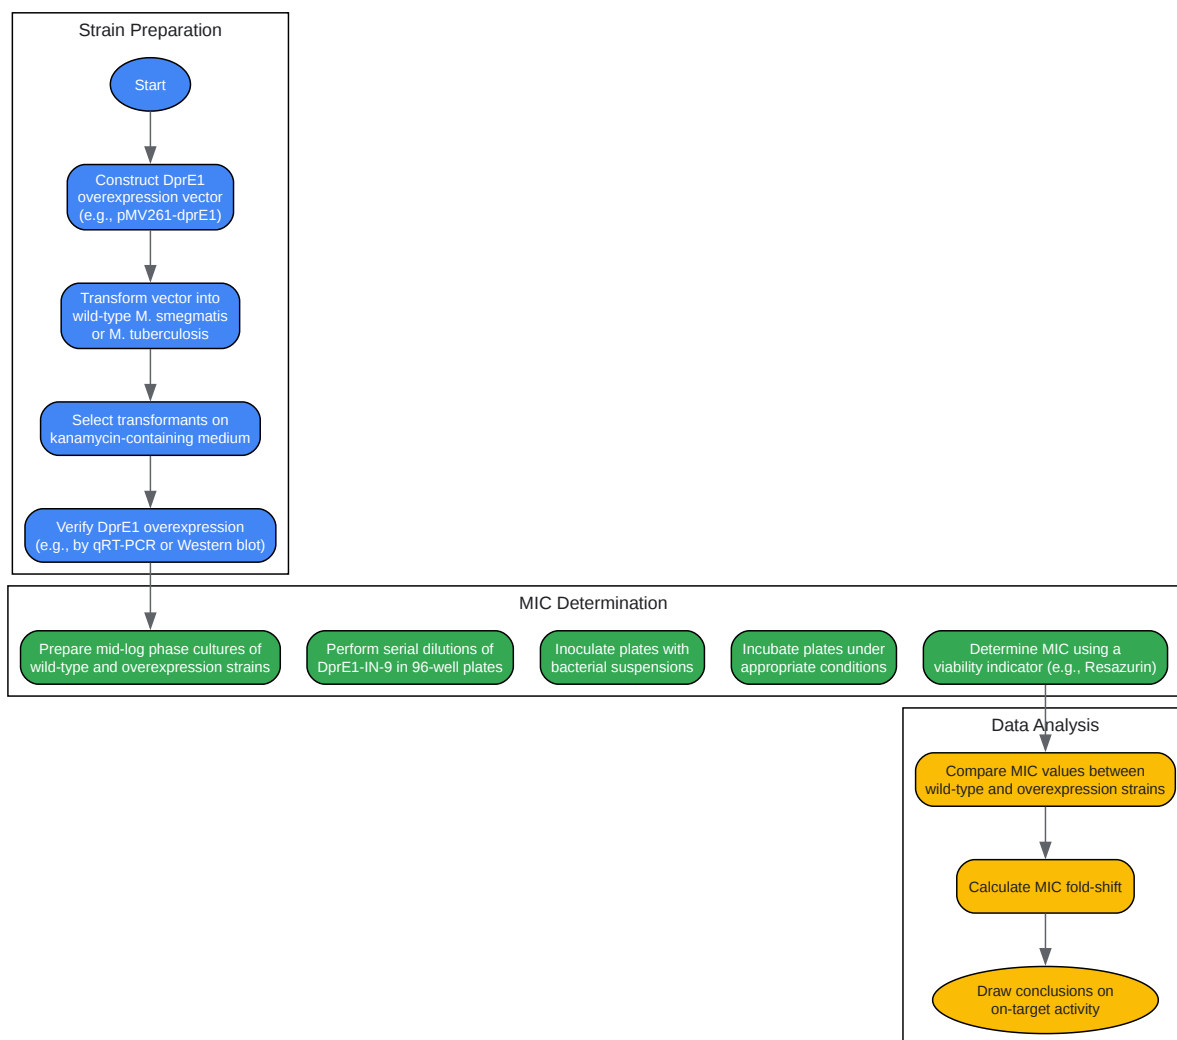 Strain Preparation
Start
Construct DprE1
overexpression vector
(e.g., pMV261-dprE1)
Transform vector into
wild-type M. smegmatis
or M. tuberculosis
Select transformants on
kanamycin-containing medium
Verify DprE1 overexpression
(e.g., by qRT-PCR or Western blot)
MIC Determination
Prepare mid-log phase cultures of
wild-type and overexpression strains
Perform serial dilutions of
DprE1-IN-9 in 96-well plates
Inoculate plates with
bacterial suspensions
Incubate plates under
appropriate conditions
Determine MIC using a
viability indicator (e.g., Resazurin)
Data Analysis
Compare MIC values between
wild-type and overexpression strains
Calculate MIC fold-shift
Draw conclusions on
on-target activity